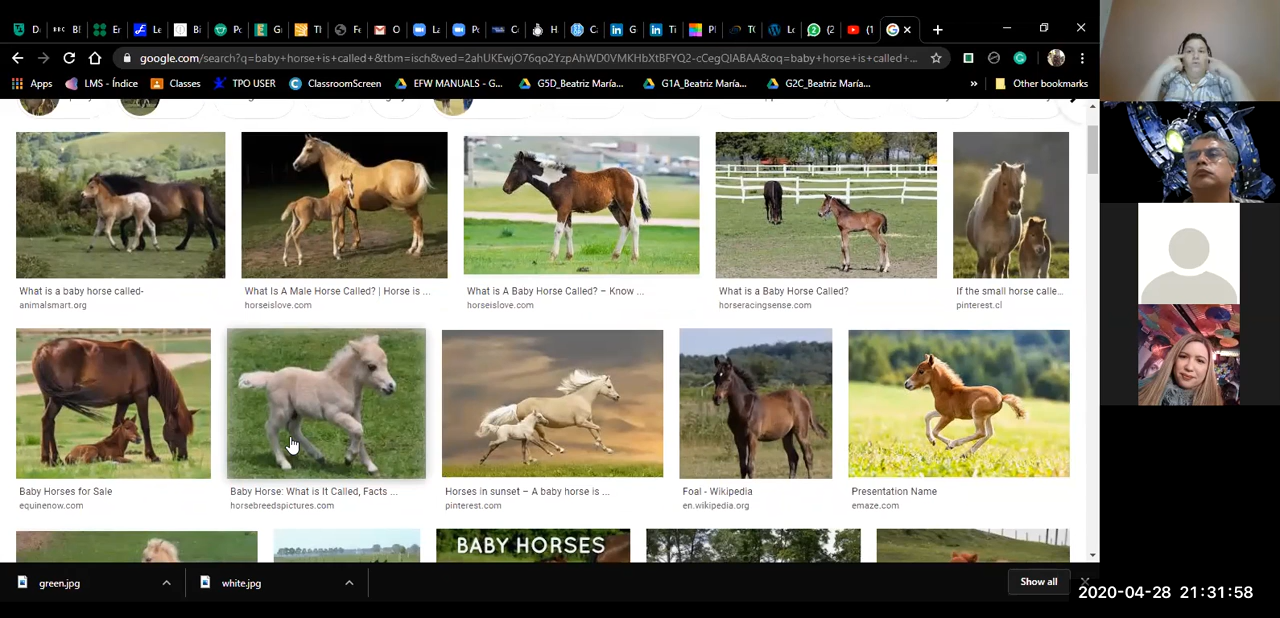 google.com/search?q=baby+horse+is+called+&tbm=isch&ved=2ahUKEwjO76qo2YzpAhWD0VMKHbXtBFYQ2-cCegQIABAA&oq=baby+horse+is+called+...
Apps LMS - Índice Classes TPO USER ClassroomScreen EFW MANUALS - G... G5D_Beatriz María... G1A_Beatriz María... G2C_Beatriz María... » Other bookmarks
What is a baby horse called-
animalsmart.org
What Is A Male Horse Called? | Horse is ...
horseislove.com
What is A Baby Horse Called? – Know ...
horseislove.com
What is a Baby Horse Called?
horseracingsense.com
If the small horse calle...
pinterest.cl
Baby Horses for Sale
equinenow.com
Baby Horse: What is It Called, Facts ...
horsebreedspictures.com
Horses in sunset – A baby horse is ...
pinterest.com
Foal - Wikipedia
en.wikipedia.org
Presentation Name
emaze.com
BABY HORSES
green.jpg
white.jpg
Show all
2020-04-28 21:31:58